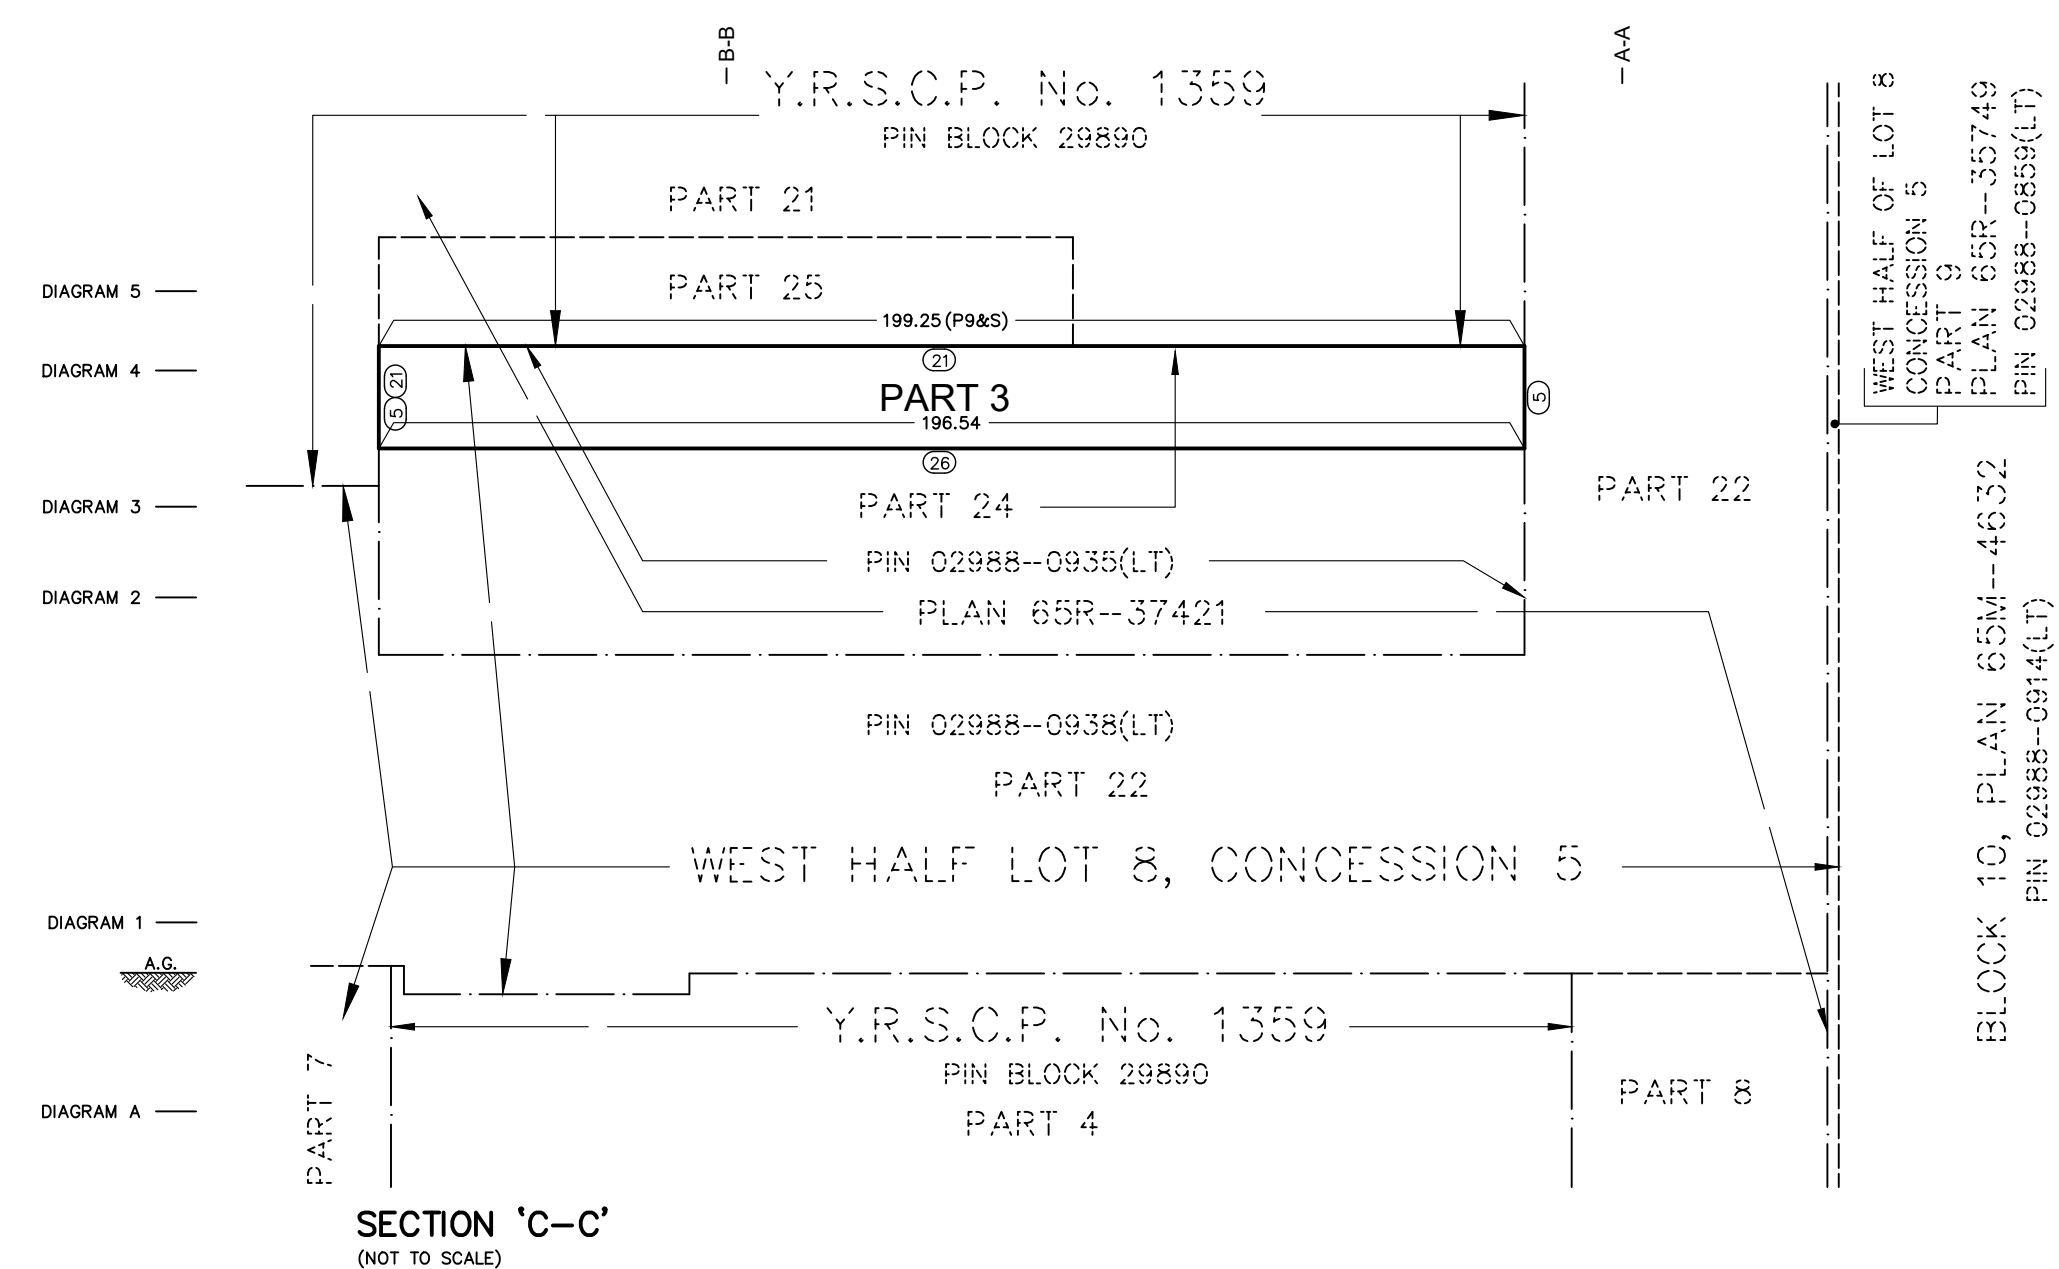 B-B
A-A
Y.R.S.C.P. No. 1359
PIN BLOCK 29890
WEST HALF OF LOT 8
CONCESSION 5
PART 9
PLAN 65R--35749
PIN 02988--0859(LT)
PART 21
DIAGRAM 5
PART 25
199.25(P9&S)
DIAGRAM 4
21
21
5
PART 3
5
196.54
26
DIAGRAM 3
PART 24
PART 22
PIN 02988--0935(LT)
DIAGRAM 2
PLAN 65R--37421
BLOCK 10, PLAN 65M--4632
PIN 02988--0914(LT)
PIN 02988--0938(LT)
PART 22
WEST HALF LOT 8, CONCESSION 5
DIAGRAM 1
A.G.
Y.R.S.C.P. No. 1359
PIN BLOCK 29890
PART 7
PART 8
DIAGRAM A
PART 4
SECTION 'C-C'
(NOT TO SCALE)